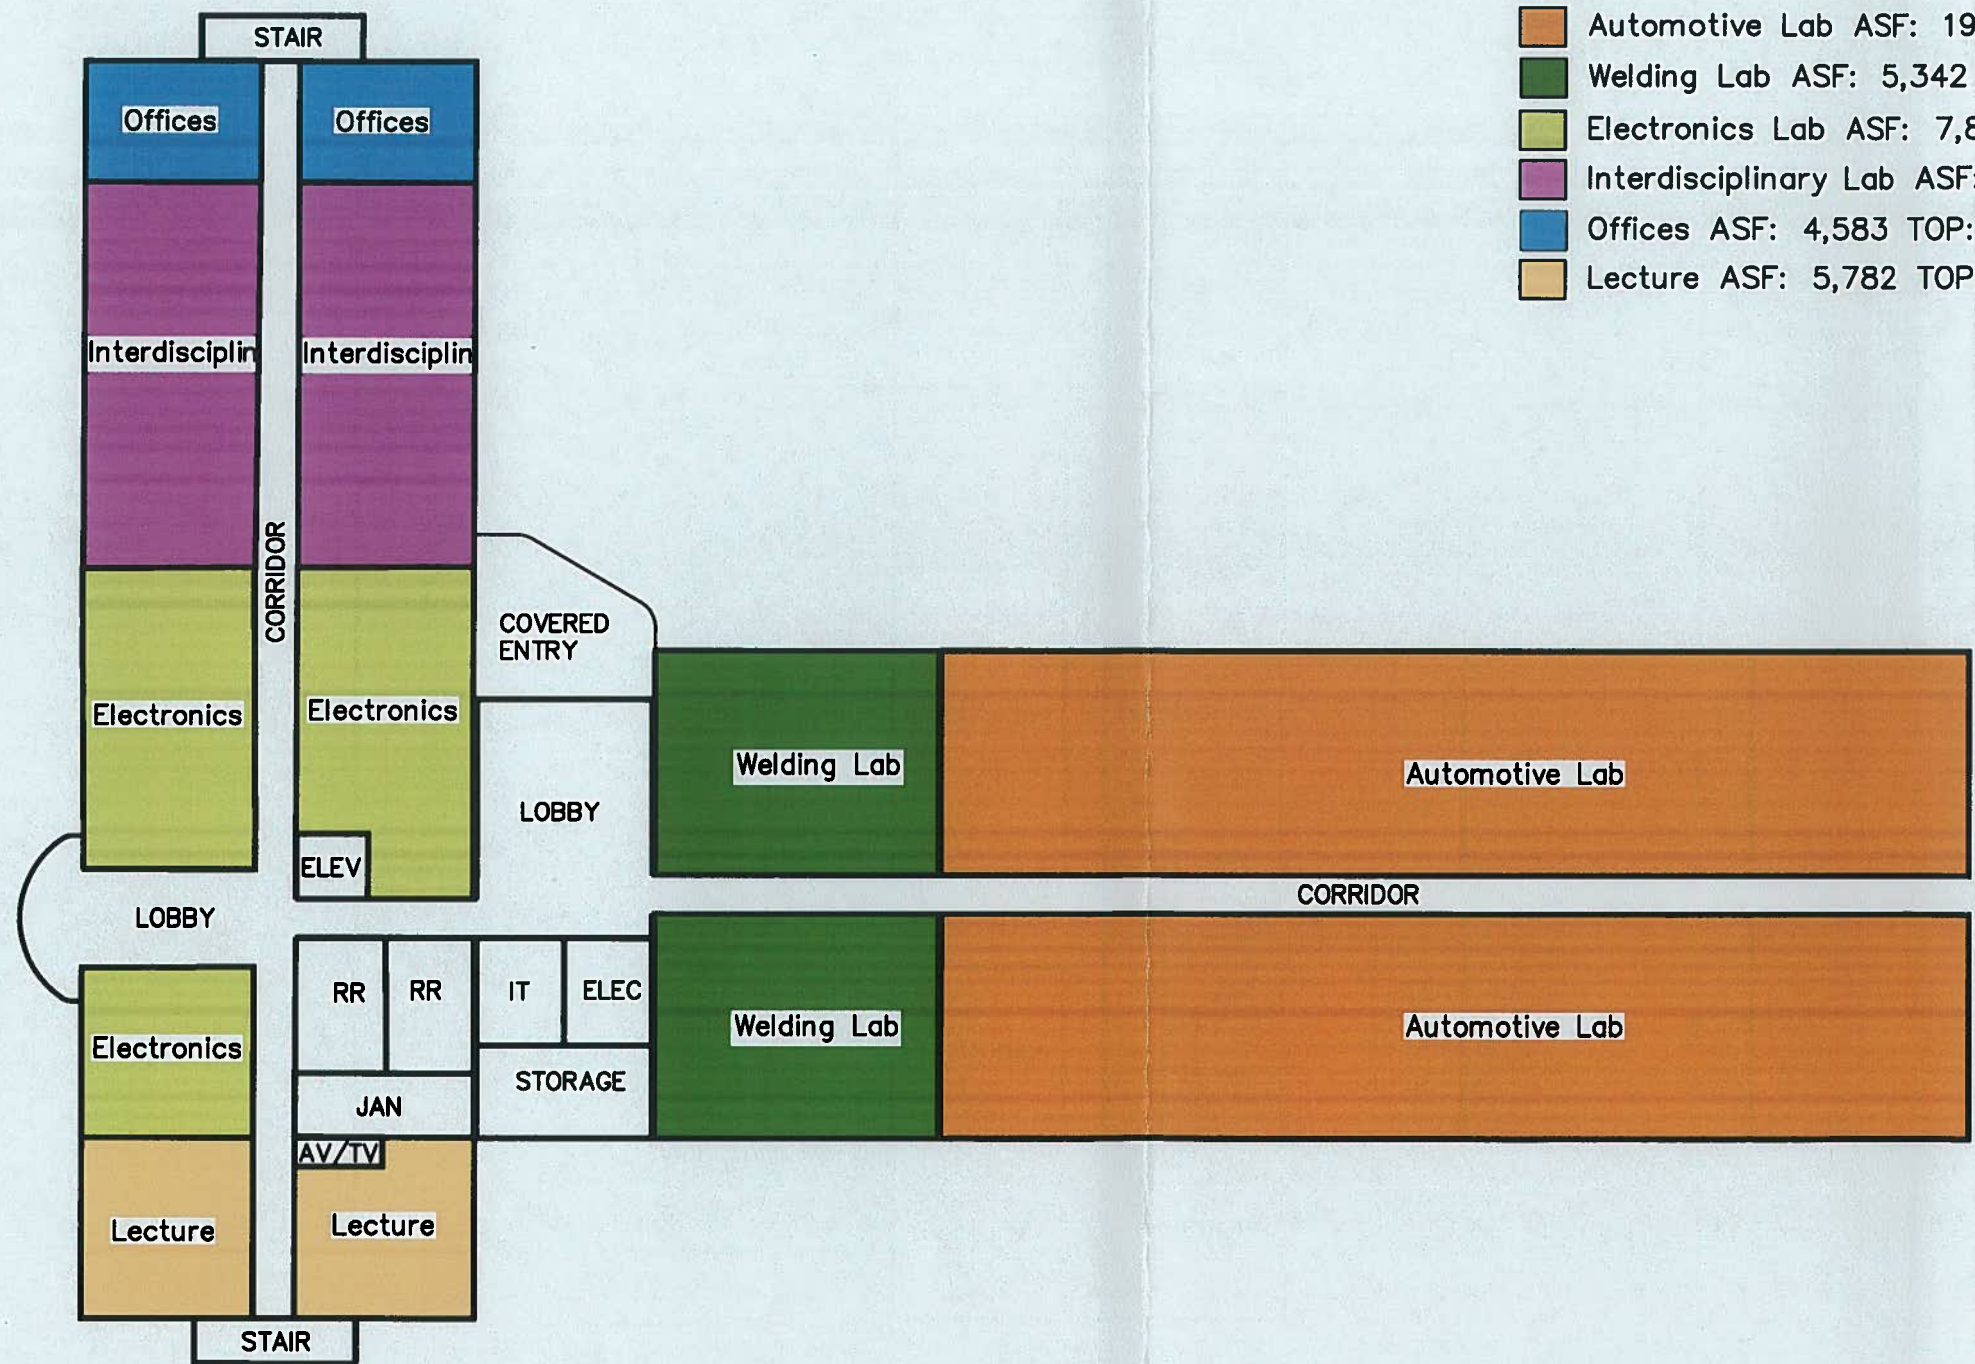 STAIR
Automotive Lab ASF: 19
Welding Lab ASF: 5,342
Electronics Lab ASF: 7,8
Interdisciplinary Lab ASF:
Offices ASF: 4,583 TOP:
Lecture ASF: 5,782 TOP
Offices
Offices
Interdisciplin
Interdisciplin
CORRIDOR
COVERED
ENTRY
Electronics
Electronics
Welding Lab
Automotive Lab
LOBBY
ELEV
CORRIDOR
LOBBY
RR
RR
IT
ELEC
Welding Lab
Automotive Lab
Electronics
STORAGE
JAN
AV/TV
Lecture
Lecture
STAIR